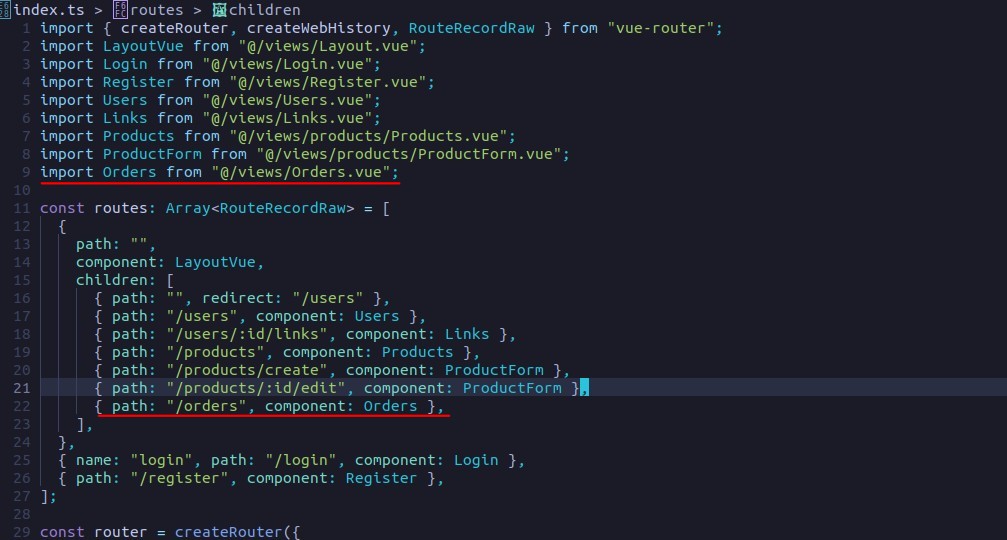 index.ts > routes > children
1 import { createRouter, createWebHistory, RouteRecordRaw } from "vue-router";
2 import LayoutVue from "@/views/Layout.vue";
3 import Login from "@/views/Login.vue";
4 import Register from "@/views/Register.vue";
5 import Users from "@/views/Users.vue";
6 import Links from "@/views/Links.vue";
7 import Products from "@/views/products/Products.vue";
8 import ProductForm from "@/views/products/ProductForm.vue";
9 import Orders from "@/views/Orders.vue";
10
11 const routes: Array<RouteRecordRaw> = [
12   {
13     path: "",
14     component: LayoutVue,
15     children: [
16       { path: "", redirect: "/users" },
17       { path: "/users", component: Users },
18       { path: "/users/:id/links", component: Links },
19       { path: "/products", component: Products },
20       { path: "/products/create", component: ProductForm },
21       { path: "/products/:id/edit", component: ProductForm },
22       { path: "/orders", component: Orders },
23     ],
24   },
25   { name: "login", path: "/login", component: Login },
26   { path: "/register", component: Register },
27 ];
28
29 const router = createRouter({